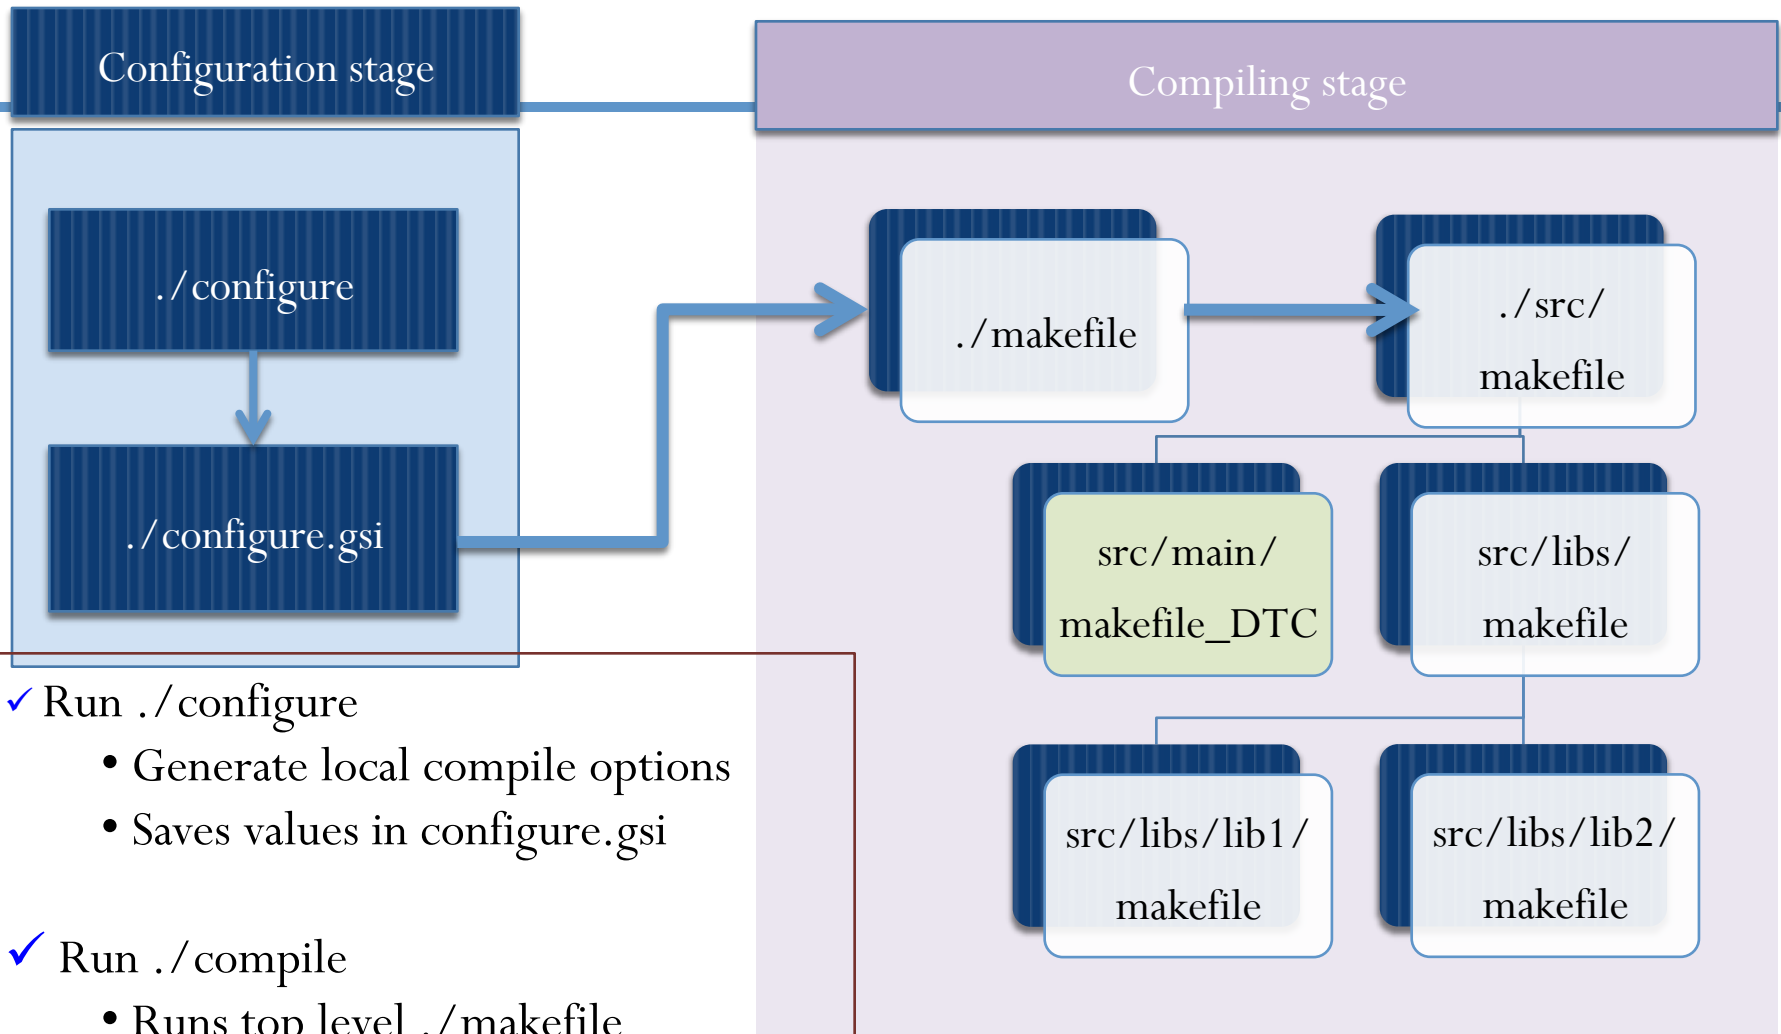 Configuration stage
Compiling stage
./configure
./configure.gsi
./makefile
./src/
makefile
src/main/
makefile_DTC
src/libs/
makefile
src/libs/lib1/
makefile
src/libs/lib2/
makefile
✓ Run ./configure
• Generate local compile options
• Saves values in configure.gsi
✓ Run ./compile
• Runs top level ./makefile